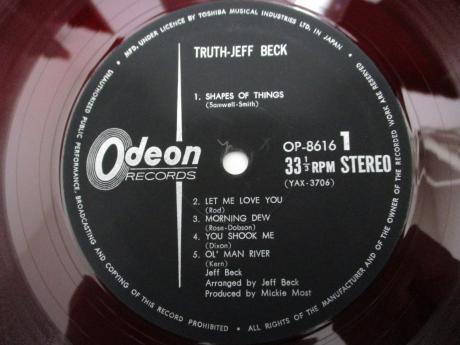 MFD. UNDER LICENCE BY TOSHIBA MUSICAL INDUSTRIES LTD. IN JAPAN •
TRUTH-JEFF BECK
1. SHAPES OF THINGS
(Samwell-Smith)
Odeon
RECORDS
OP-8616 1
33 1/3 RPM STEREO
(YAX-3706)
2. LET ME LOVE YOU
(Rod)
3. MORNING DEW
(Rose-Dobson)
4. YOU SHOOK ME
(Dixon)
5. OL' MAN RIVER
(Kern)
Jeff Beck
Arranged by Jeff Beck
Produced by Mickie Most
ALL RIGHTS OF THE MANUFACTURER AND OF THE OWNER OF THE RECORDED WORK ARE RESERVED
UNAUTHORIZED PUBLIC PERFORMANCE, BROADCASTING AND COPYING OF THIS RECORD PROHIBITED •